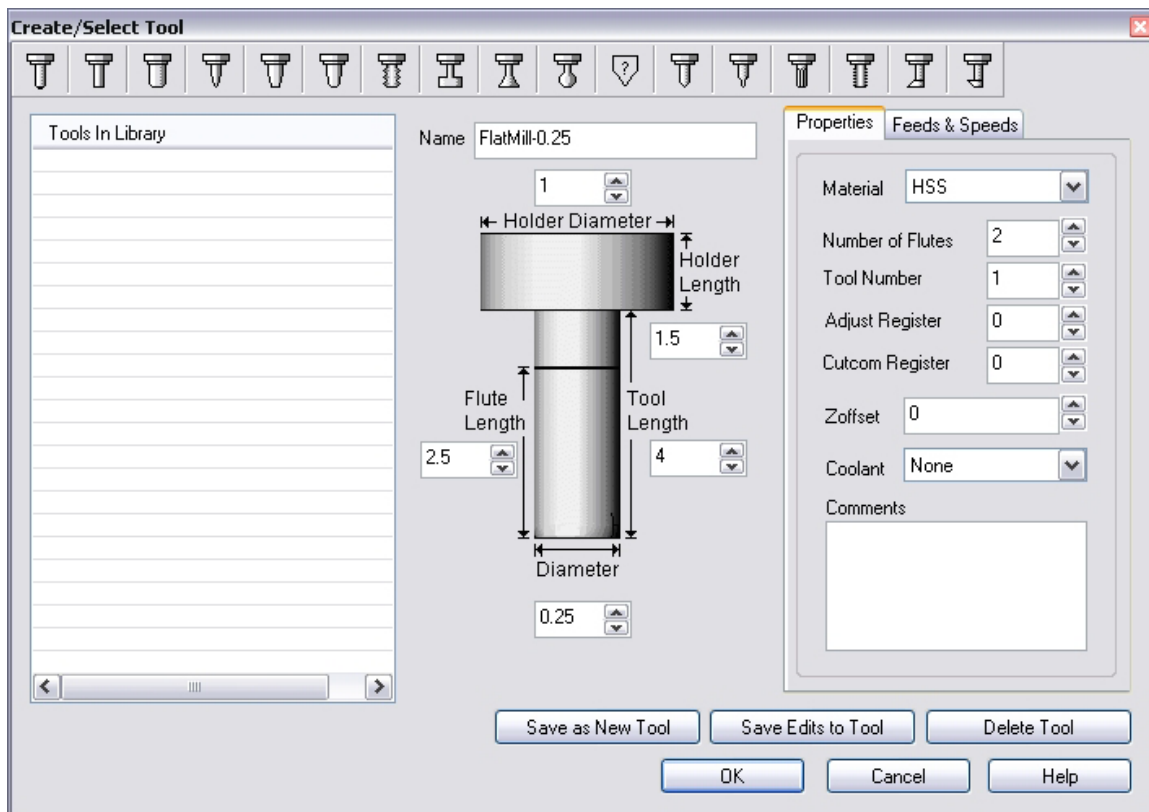 Create/Select Tool
?
Tools In Library
Name FlatMill-0.25
1
Holder Diameter
Holder
Length
1.5
Flute
Length
Tool
Length
2.5
4
Diameter
0.25
Properties Feeds & Speeds
Material HSS
Number of Flutes 2
Tool Number 1
Adjust Register 0
Cutcom Register 0
Zoffset 0
Coolant None
Comments
Save as New Tool Save Edits to Tool Delete Tool
OK Cancel Help